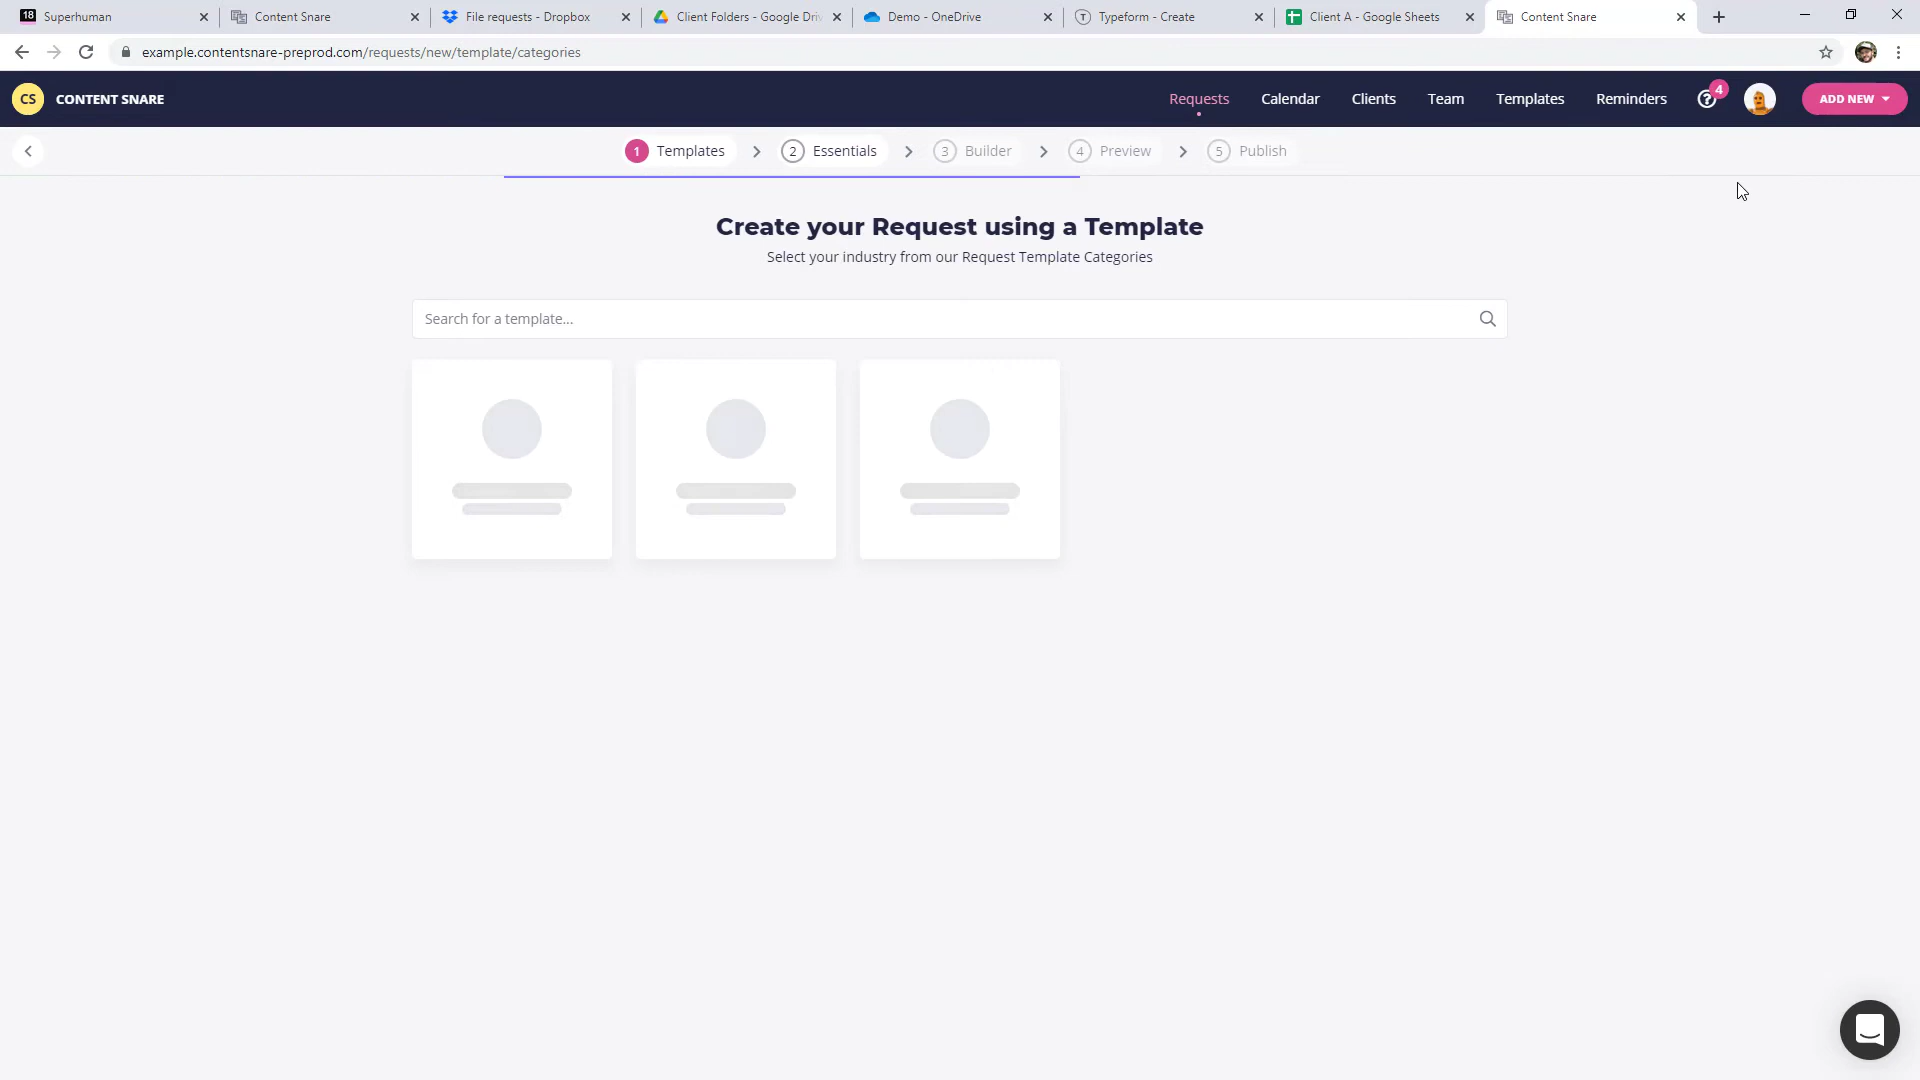 18 Superhuman
Content Snare
File requests - Dropbox
Client Folders - Google Driv
Demo - OneDrive
T Typeform - Create
Client A - Google Sheets
Content Snare
example.contentsnare-preprod.com/requests/new/template/categories
CS CONTENT SNARE
Requests
Calendar
Clients
Team
Templates
Reminders
? 4
ADD NEW
1 Templates
2 Essentials
3 Builder
4 Preview
5 Publish
Create your Request using a Template
Select your industry from our Request Template Categories
Search for a template...